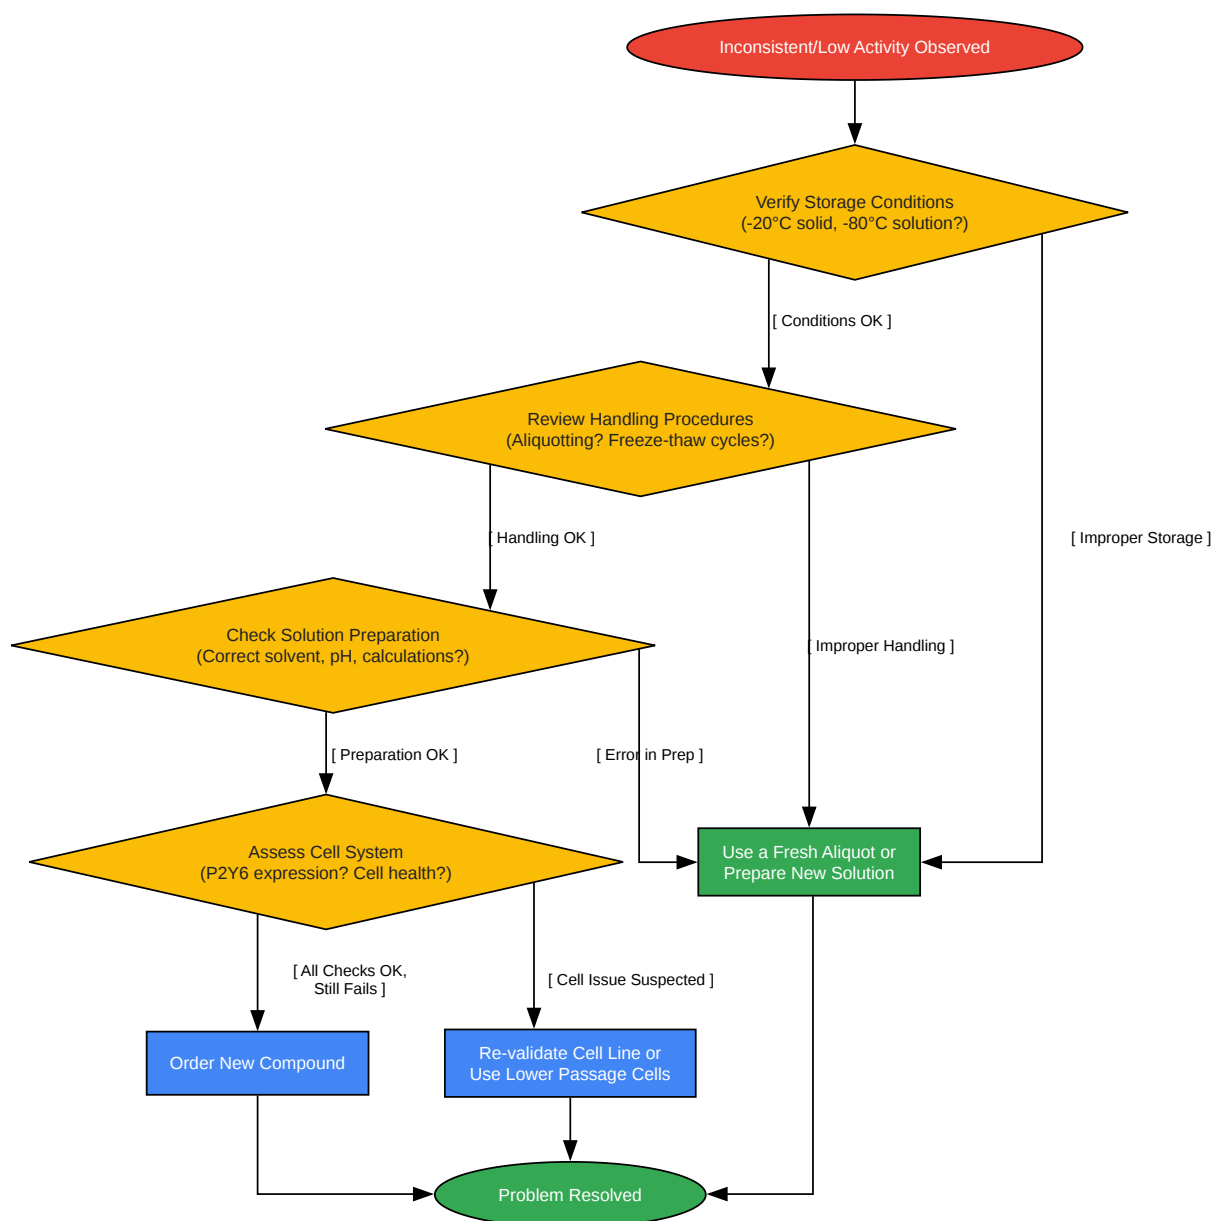 Inconsistent/Low Activity Observed
Verify Storage Conditions
(-20°C solid, -80°C solution?)
[ Conditions OK ]
Review Handling Procedures
(Aliquotting? Freeze-thaw cycles?)
[ Handling OK ]
[ Improper Storage ]
Check Solution Preparation
(Correct solvent, pH, calculations?)
[ Improper Handling ]
[ Preparation OK ]
[ Error in Prep ]
Assess Cell System
(P2Y6 expression? Cell health?)
Use a Fresh Aliquot or
Prepare New Solution
[ All Checks OK,
Still Fails ]
[ Cell Issue Suspected ]
Order New Compound
Re-validate Cell Line or
Use Lower Passage Cells
Problem Resolved